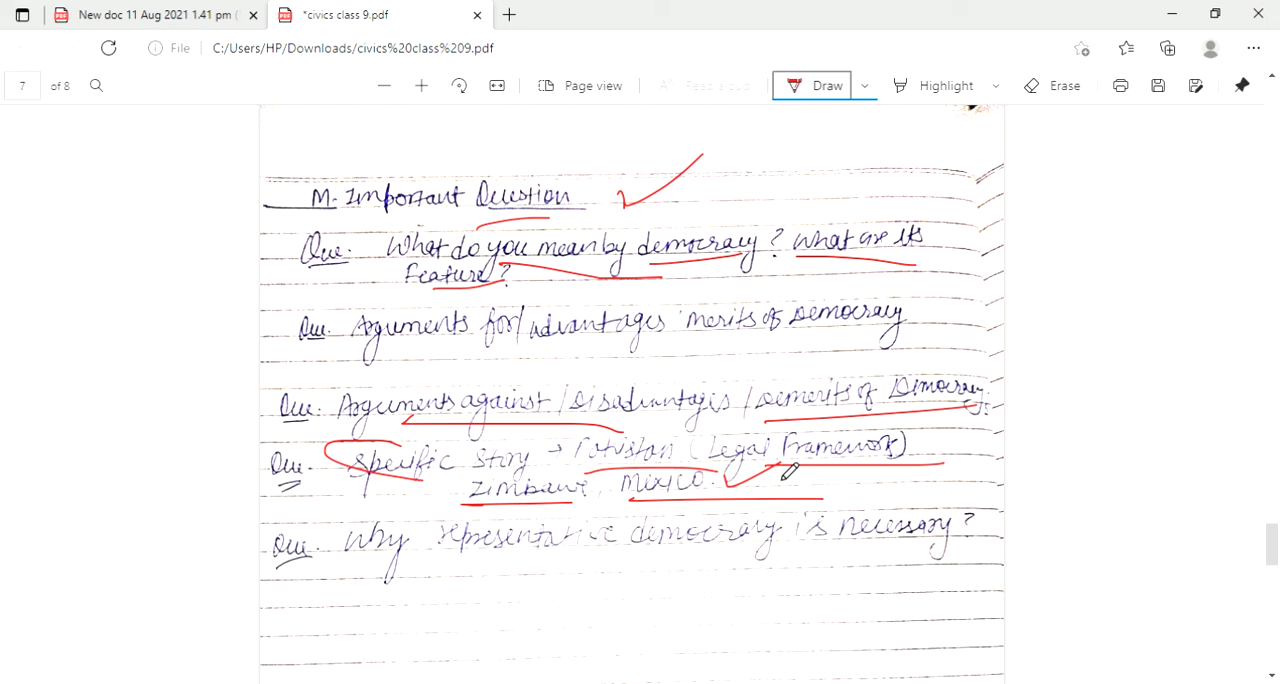 New doc 11 Aug 2021 1.41 pm (
*civics class 9.pdf
File C:/Users/HP/Downloads/civics%20class%209.pdf
7 of 8 Page view Draw Highlight Erase
M. Important Question
Que. What do you mean by democracy? What are its
Feature?
Que. Arguments for/advantages merits of Democracy
Que. Arguments against/Disadvantages/Demerits of Democracy.
Que. Specific Story → Pakistan (Legal Framework)
Zimbawe, Mexico.
Que. Why representative democracy is necessary?